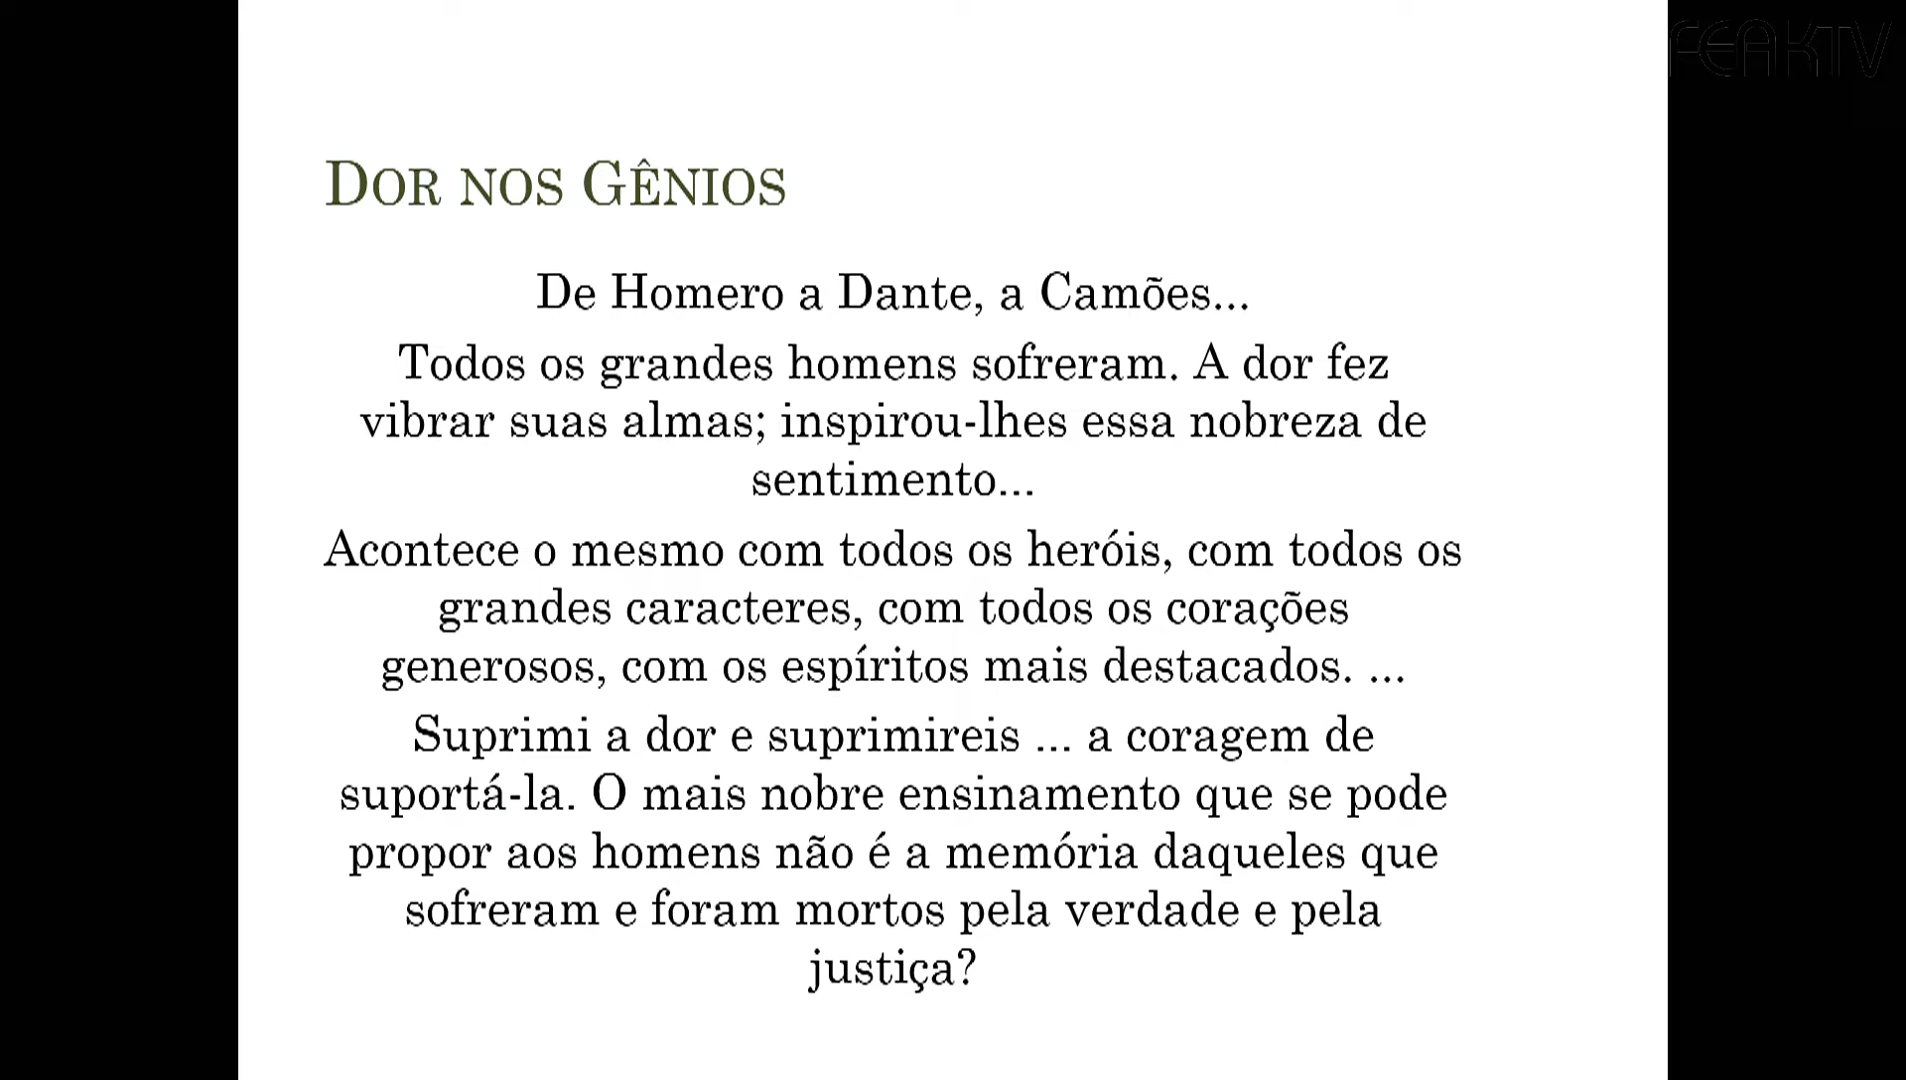 FEAKTV
DOR NOS GÊNIOS
De Homero a Dante, a Camões...
Todos os grandes homens sofreram. A dor fez
vibrar suas almas; inspirou-lhes essa nobreza de
sentimento...
Acontece o mesmo com todos os heróis, com todos os
grandes caracteres, com todos os corações
generosos, com os espíritos mais destacados. ...
Suprimi a dor e suprimireis ... a coragem de
suportá-la. O mais nobre ensinamento que se pode
propor aos homens não é a memória daqueles que
sofreram e foram mortos pela verdade e pela
justiça?